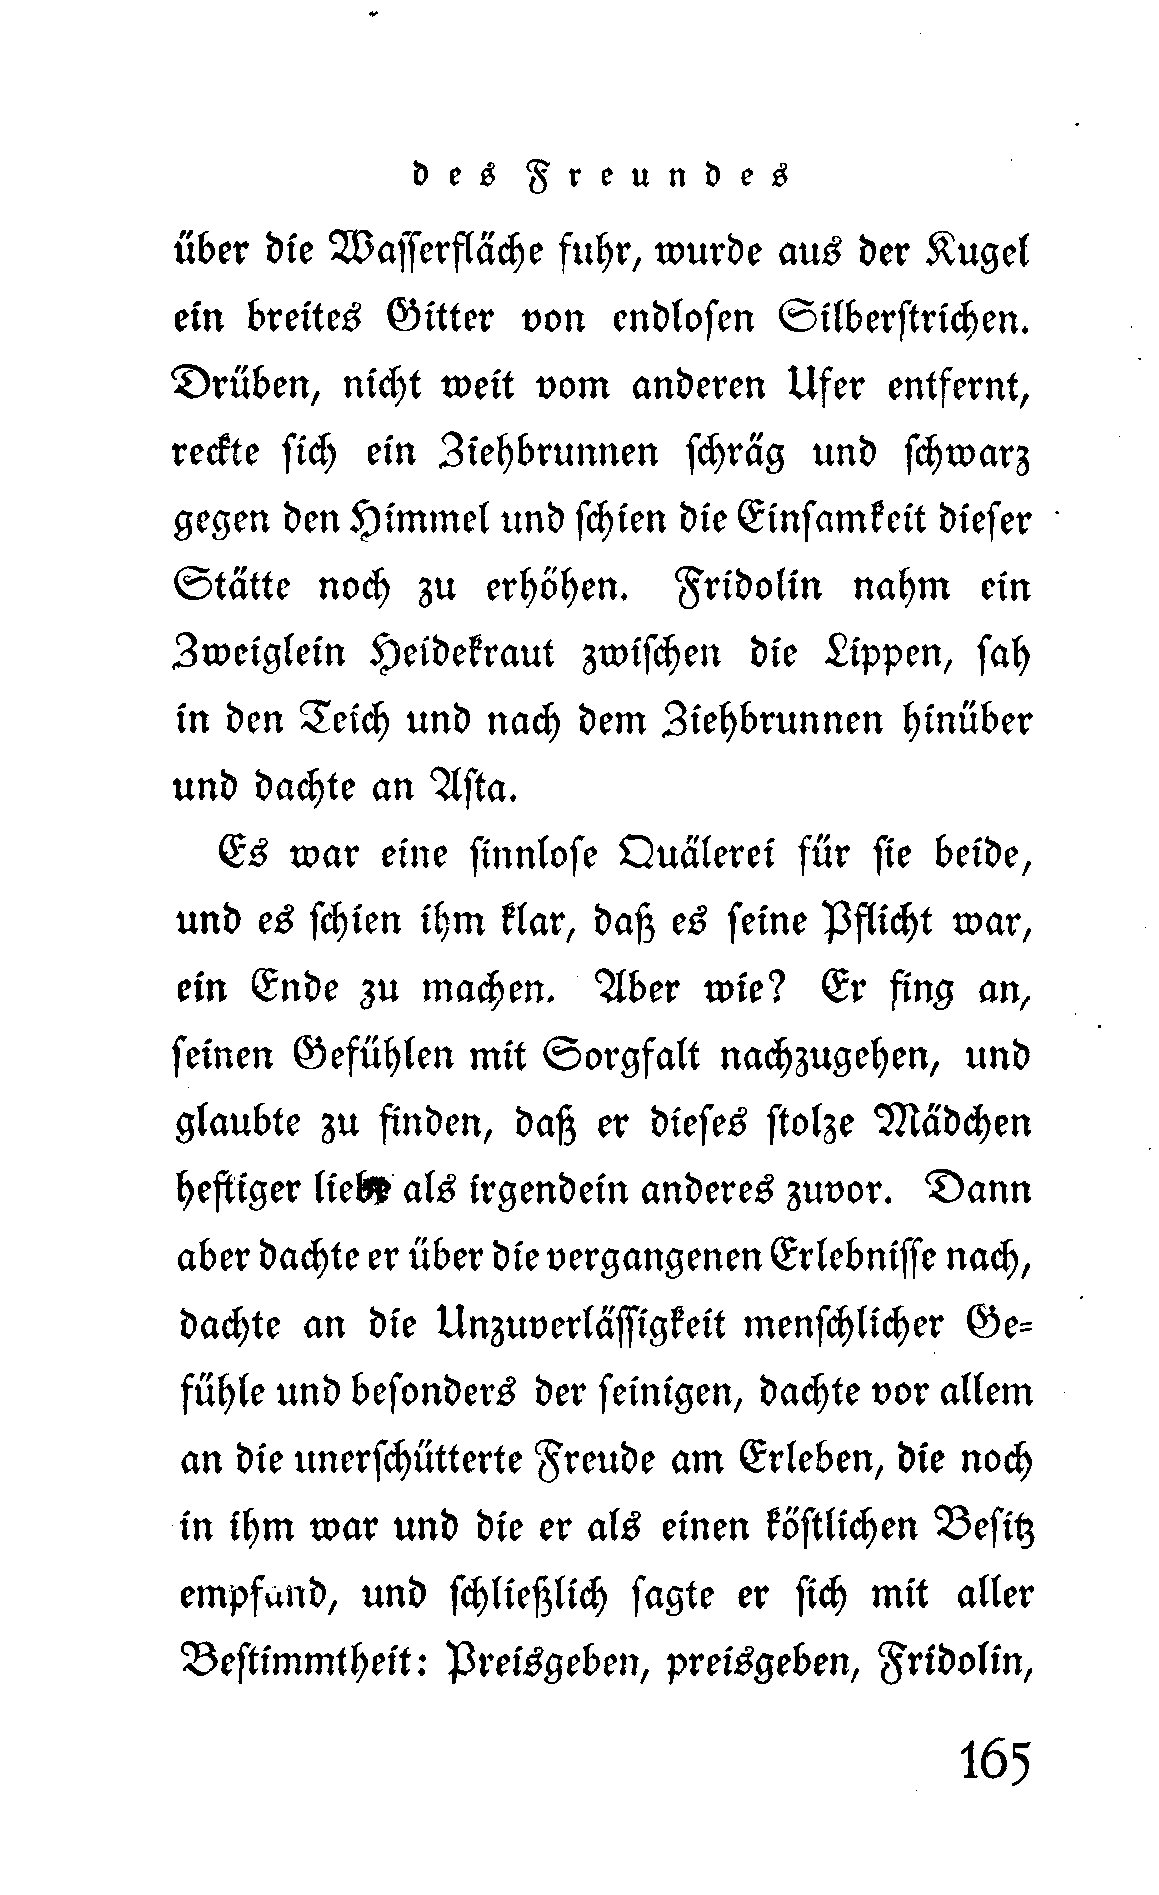 des Freundes
über die Wasserfläche fuhr, wurde aus der Kugel
ein breites Gitter von endlosen Silberstrichen.
Drüben, nicht weit vom anderen Ufer entfernt,
reckte sich ein Ziehbrunnen schräg und schwarz
gegen den Himmel und schien die Einsamkeit dieser
Stätte noch zu erhöhen. Fridolin nahm ein
Zweiglein Heidekraut zwischen die Lippen, sah
in den Teich und nach dem Ziehbrunnen hinüber
und dachte an Asta.
Es war eine sinnlose Quälerei für sie beide,
und es schien ihm klar, daß es seine Pflicht war,
ein Ende zu machen. Aber wie? Er fing an,
seinen Gefühlen mit Sorgfalt nachzugehen, und
glaubte zu finden, daß er dieses stolze Mädchen
heftiger liebe als irgendein anderes zuvor. Dann
aber dachte er über die vergangenen Erlebnisse nach,
dachte an die Unzuverlässigkeit menschlicher Ge-
fühle und besonders der seinigen, dachte vor allem
an die unerschütterte Freude am Erleben, die noch
in ihm war und die er als einen köstlichen Besitz
empfand, und schließlich sagte er sich mit aller
Bestimmtheit: Preisgeben, preisgeben, Fridolin,
165